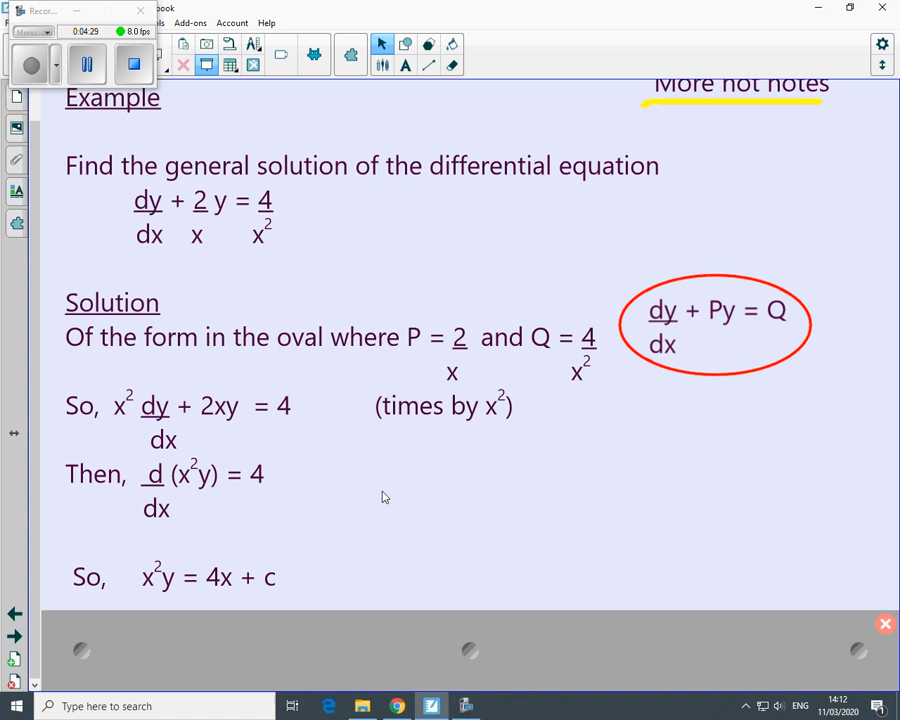 Recor...
Menu
0:04:29
8.0 fps
book
ls Add-ons Account Help
More hot notes
Example
Find the general solution of the differential equation
dy + 2 y = 4
dx x x²
Solution
Of the form in the oval where P = 2 and Q = 4
x x²
dy + Py = Q
dx
So, x² dy + 2xy = 4 (times by x²)
dx
Then, d (x²y) = 4
dx
So, x²y = 4x + c
Type here to search
ENG
14:12
11/03/2020
1